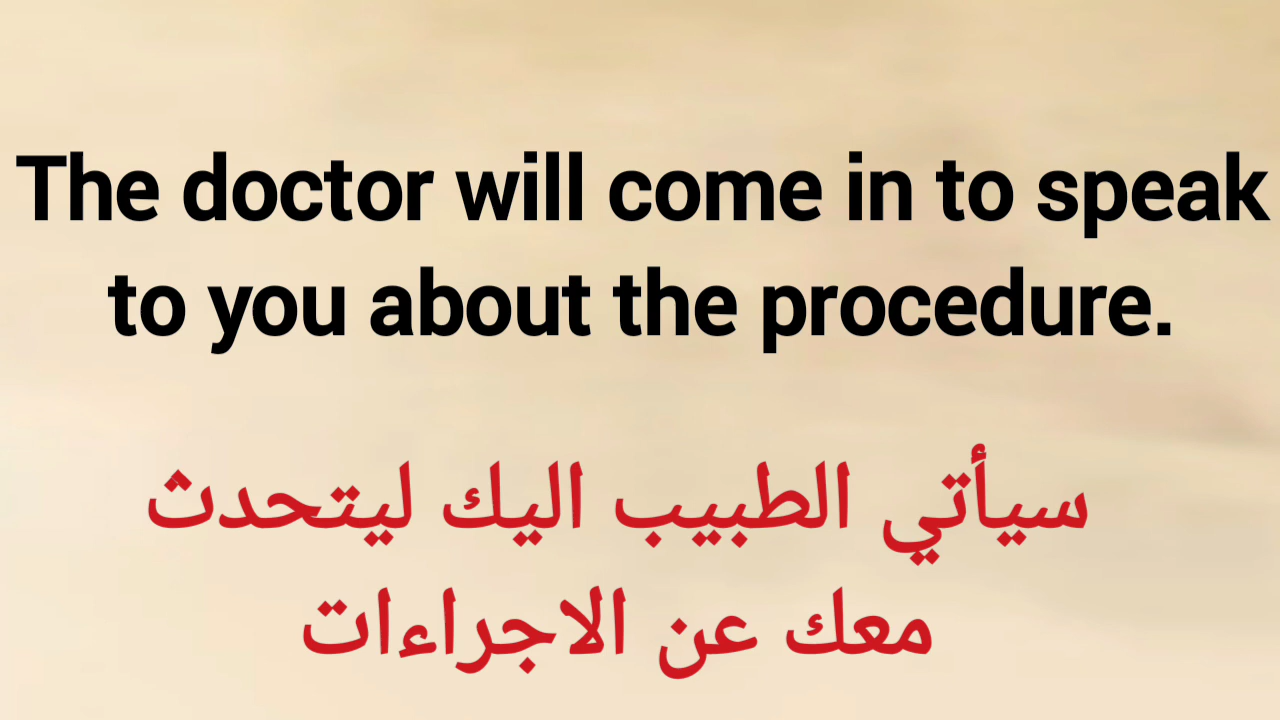 The doctor will come in to speak
to you about the procedure.
سيأتي الطبيب اليك ليتحدث
معك عن الاجراءات